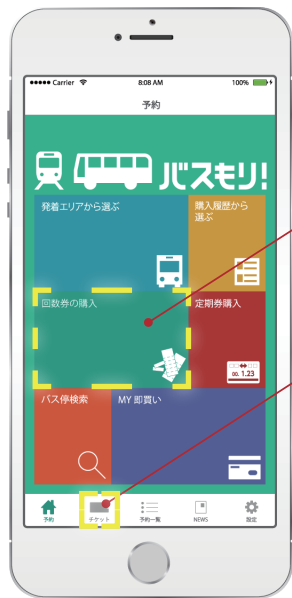 Carrier 8:08 AM 100%
予約
バスもり!
発着エリアから選ぶ
購入履歴から
選ぶ
回数券の購入
定期券購入
00. 1.23
バス停検索
MY 即買い
予約 チケット 予約一覧 NEWS 設定